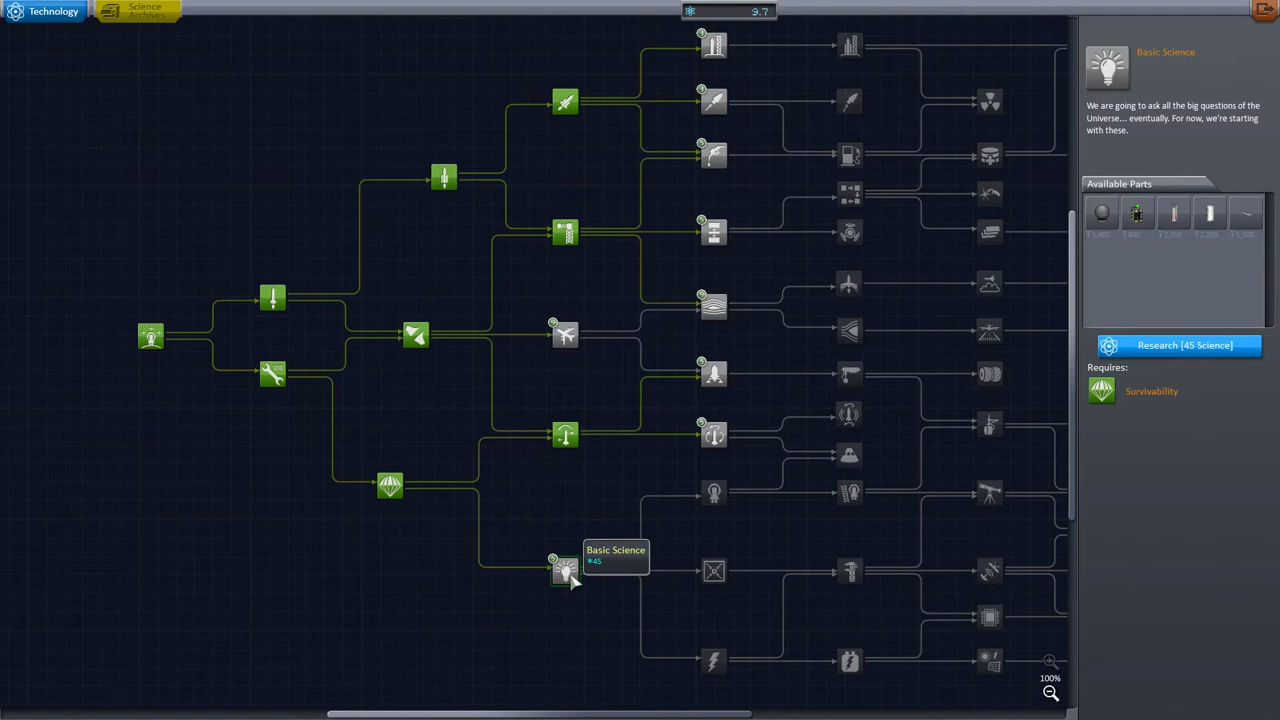 Technology
Science
Archives
9.7
Basic Science
We are going to ask all the big questions of the
Universe... eventually. For now, we're starting
with these.
Available Parts
Research [45 Science]
Requires:
Survivability
Basic Science
45
100%